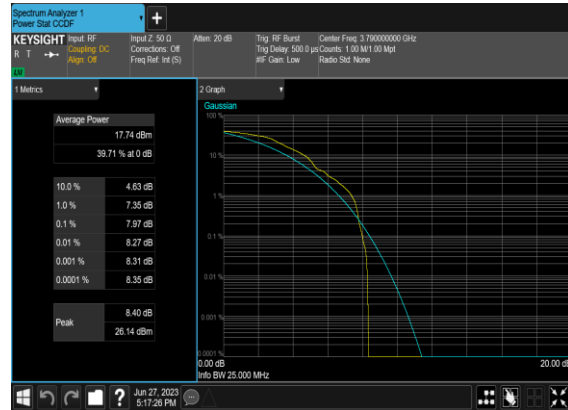 Spectrum Analyzer 1
Power Stat CCDF
+
KEYSIGHT
R T
LXI
Input: RF
Coupling: DC
Align: Off
Input Z: 50 Ω
Corrections: Off
Freq Ref: Int (S)
Atten: 20 dB
Trig: RF Burst
Trig Delay: 500.0 µs
#IF Gain: Low
Center Freq: 3.790000000 GHz
Counts: 1.00 M/1.00 Mpt
Radio Std: None
1 Metrics
Average Power
17.74 dBm
39.71 % at 0 dB
10.0 % 4.63 dB
1.0 % 7.35 dB
0.1 % 7.97 dB
0.01 % 8.27 dB
0.001 % 8.31 dB
0.0001 % 8.35 dB
Peak
8.40 dB
26.14 dBm
2 Graph
Gaussian
100 %
10 %
1 %
0.1 %
0.01 %
0.001 %
0.0001 %
0.00 dB
20.00 dB
Info BW 25.000 MHz
?
Jun 27, 2023
5:17:26 PM